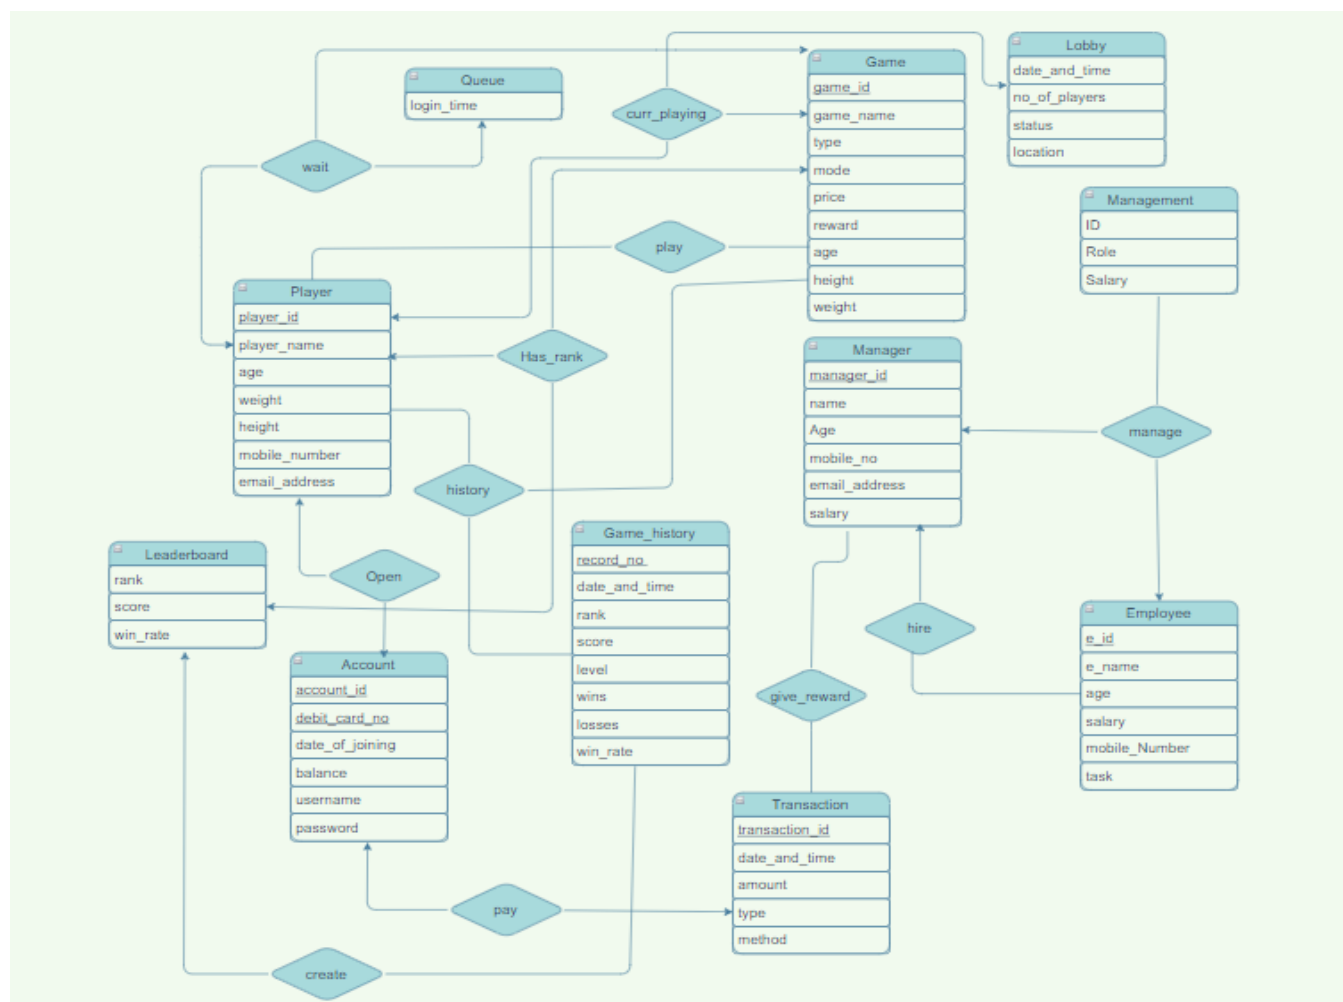 Queue
login_time
wait
curr_playing
Game
game_id
game_name
type
mode
price
reward
age
height
weight
Lobby
date_and_time
no_of_players
status
location
Management
ID
Role
Salary
play
Player
player_id
player_name
age
weight
height
mobile_number
email_address
Has_rank
Manager
manager_id
name
Age
mobile_no
email_address
salary
manage
history
Leaderboard
rank
score
win_rate
Open
Game_history
record_no
date_and_time
rank
score
level
wins
losses
win_rate
hire
Employee
e_id
e_name
age
salary
mobile_Number
task
Account
account_id
debit_card_no
date_of_joining
balance
username
password
give_reward
Transaction
transaction_id
date_and_time
amount
type
method
pay
create